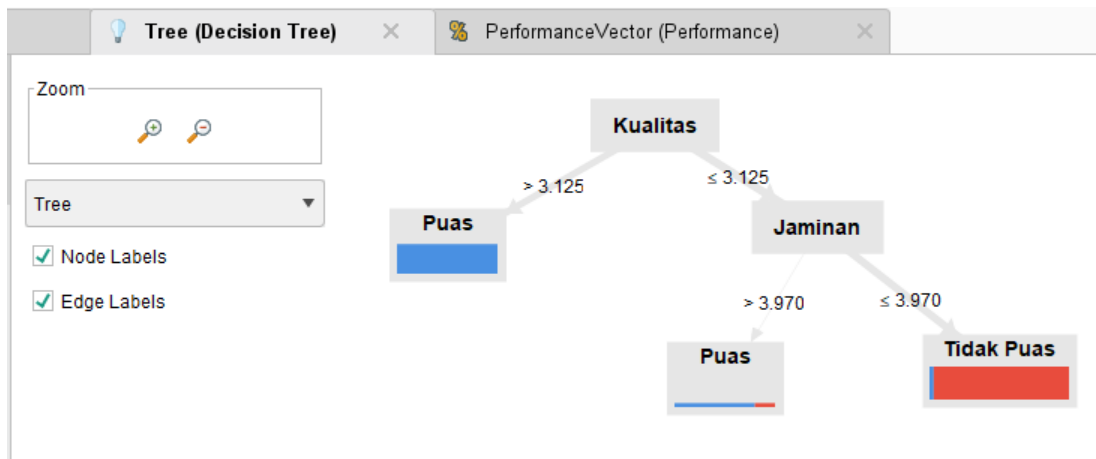 Tree (Decision Tree)
PerformanceVector (Performance)
Zoom
Tree
Node Labels
Edge Labels
Kualitas
> 3.125
≤ 3.125
Puas
Jaminan
> 3.970
≤ 3.970
Puas
Tidak Puas